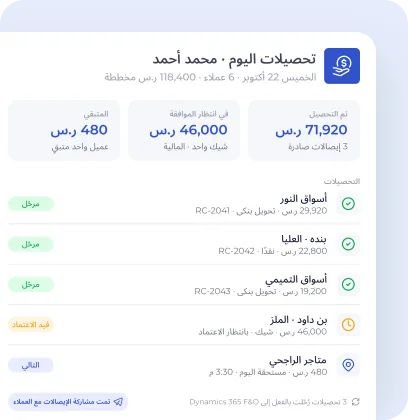 تحصيلات اليوم · محمد أحمد
الخميس 22 أكتوبر · 6 عملاء · 118,400 ر.س مخططة
تم التحصيل
71,920 ر.س
3 إيصالات صادرة
في انتظار الموافقة
46,000 ر.س
شيك واحد · المالية
المتبقي
480 ر.س
عميل واحد متبقٍ
التحصيلات
أسواق النور
29,920 ر.س · تحويل بنكي · RC-2041
مرحّل
بنده · العليا
22,800 ر.س · نقدًا · RC-2042
مرحّل
أسواق التميمي
19,200 ر.س · تحويل بنكي · RC-2043
مرحّل
بن داود · الملز
46,000 ر.س · شيك · بانتظار الاعتماد
قيد الاعتماد
متاجر الراجحي
480 ر.س · مستحقة اليوم · 3:30 م
التالي
3 تحصيلات رُحّلت بالفعل إلى Dynamics 365 F&O
تمت مشاركة الإيصالات مع العملاء